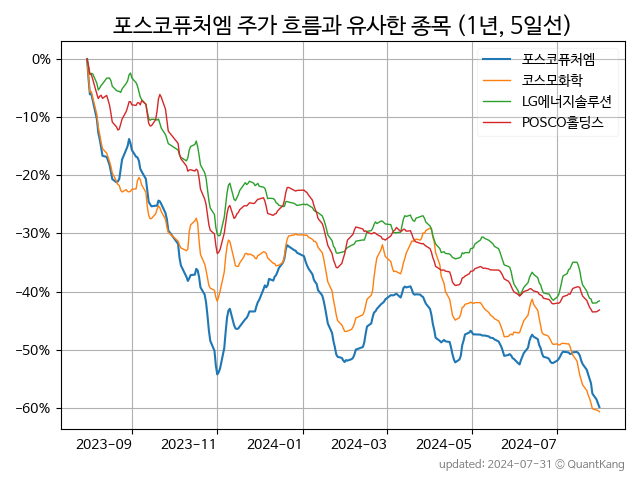 포스코퓨처엠 주가 흐름과 유사한 종목 (1년, 5일선)
포스코퓨처엠
코스모화학
LG에너지솔루션
POSCO홀딩스
0%
−10%
−20%
−30%
−40%
−50%
−60%
2023-09 2023-11 2024-01 2024-03 2024-05 2024-07
updated: 2024-07-31 © QuantKang